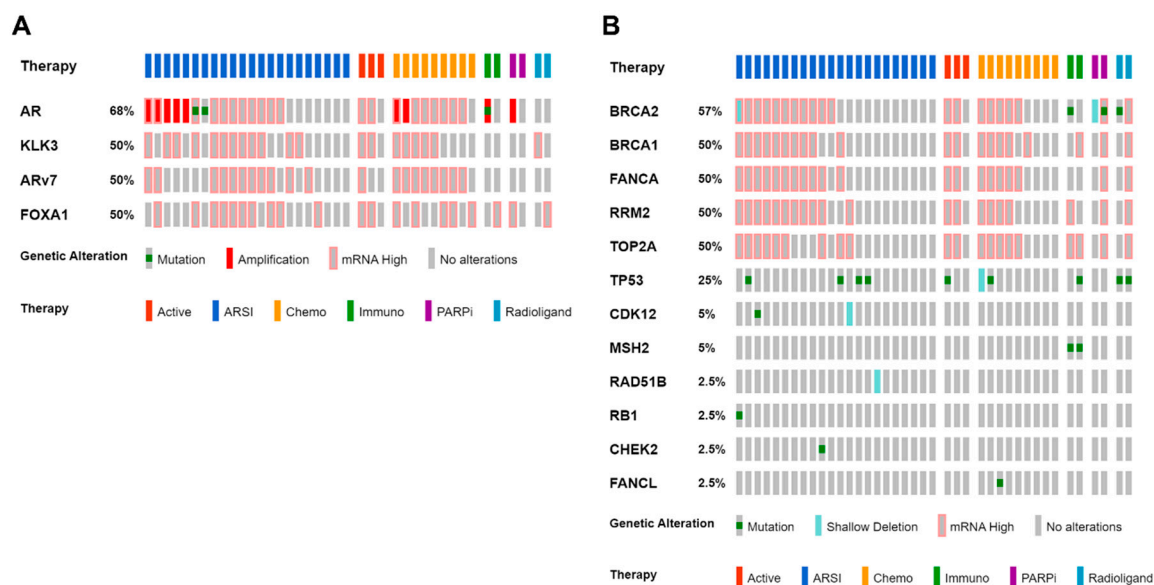 A
Therapy
AR 68%
KLK3 50%
ARv7 50%
FOXA1 50%
Genetic Alteration Mutation Amplification mRNA High No alterations
Therapy Active ARSI Chemo Immuno PARPi Radioligand
B
Therapy
BRCA2 57%
BRCA1 50%
FANCA 50%
RRM2 50%
TOP2A 50%
TP53 25%
CDK12 5%
MSH2 5%
RAD51B 2.5%
RB1 2.5%
CHEK2 2.5%
FANCL 2.5%
Genetic Alteration Mutation Shallow Deletion mRNA High No alterations
Therapy Active ARSI Chemo Immuno PARPi Radioligand